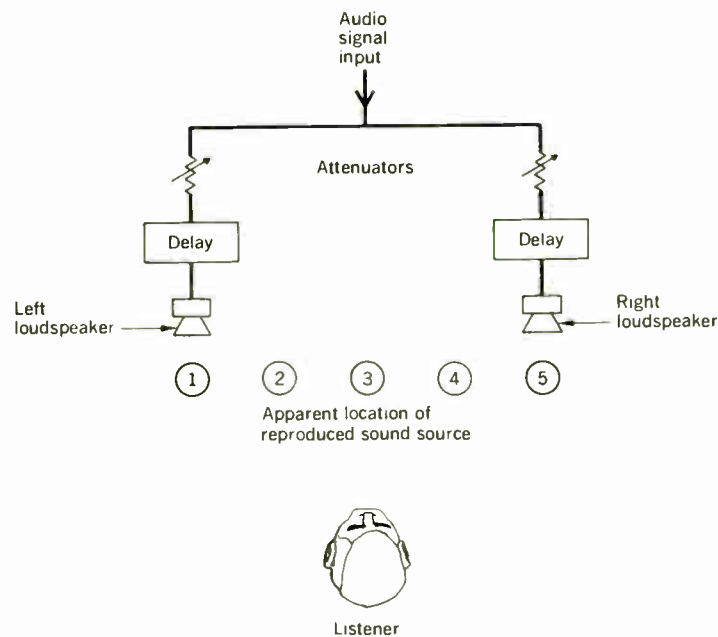 Audio
signal
input
Attenuators
Delay
Delay
Left
loudspeaker
Right
loudspeaker
1 2 3 4 5
Apparent location of
reproduced sound source
Listener